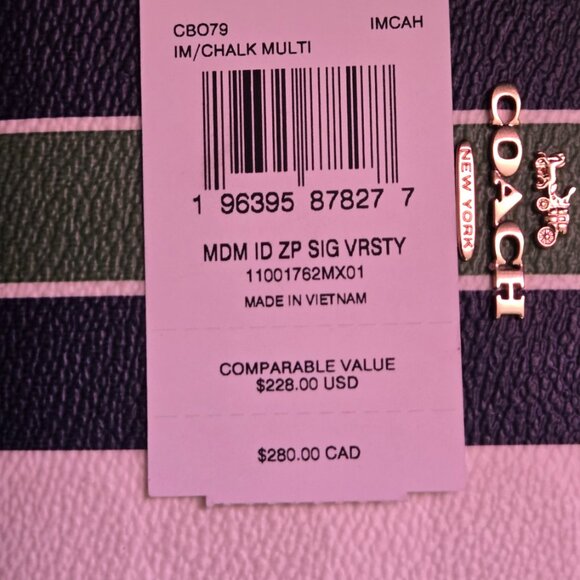 CBO79 IMCAH
IM/CHALK MULTI
1 96395 87827 7
MDM ID ZP SIG VRSTY
11001762MX01
MADE IN VIETNAM
COMPARABLE VALUE
$228.00 USD
$280.00 CAD
COACH
NEW YORK